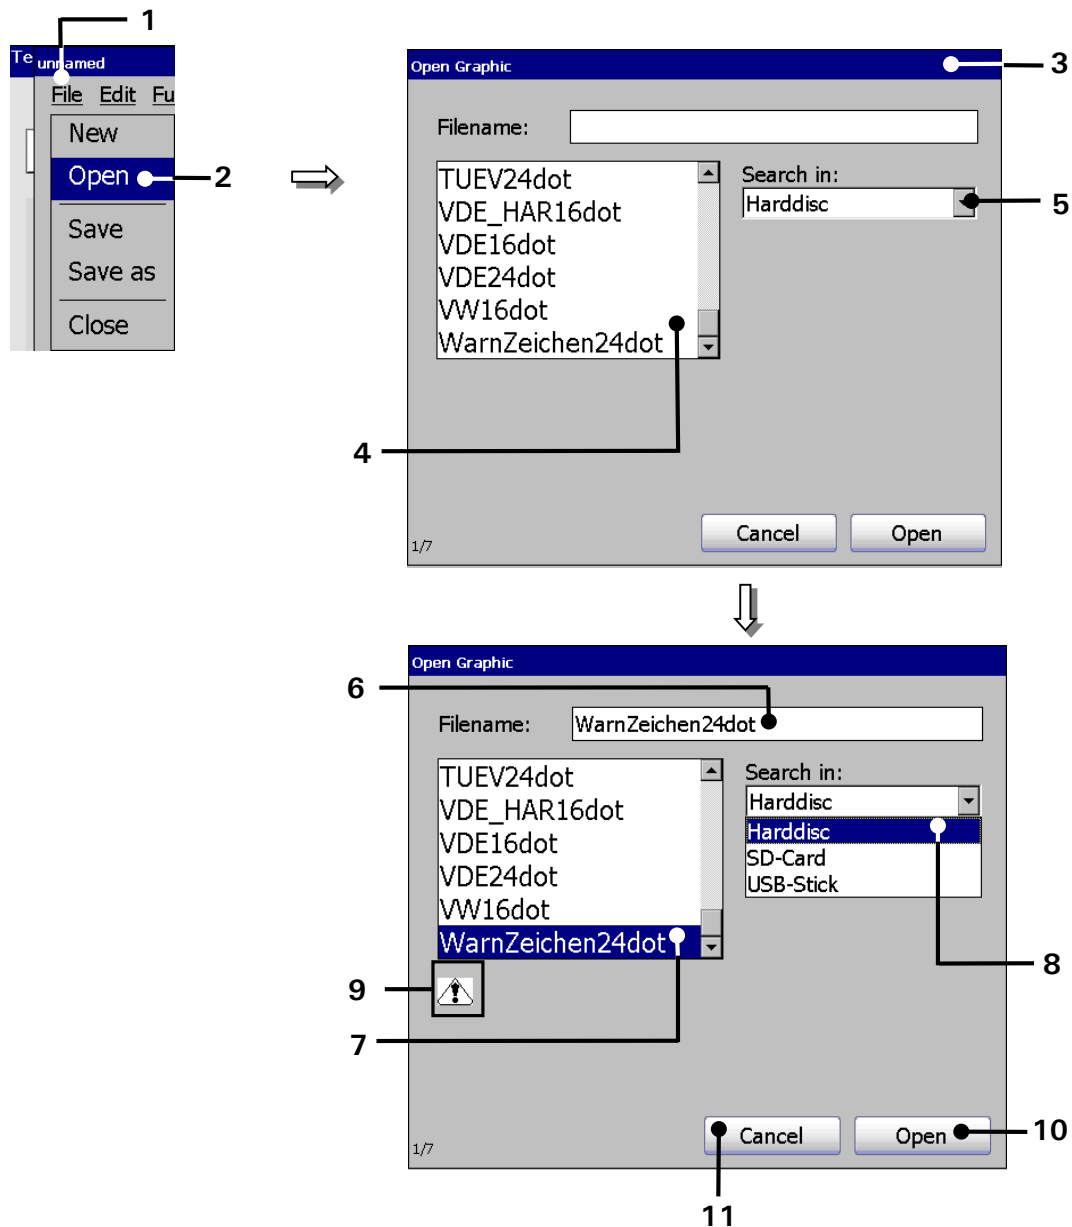 1
Te unnamed
File Edit Fu
New
Open
2
Save
Save as
Close
Open Graphic
3
Filename:
TUEV24dot
VDE_HAR16dot
VDE16dot
VDE24dot
VW16dot
WarnZeichen24dot
Search in:
Harddisc
5
4
Cancel Open
1/7
Open Graphic
6
Filename: WarnZeichen24dot
TUEV24dot
VDE_HAR16dot
VDE16dot
VDE24dot
VW16dot
WarnZeichen24dot
Search in:
Harddisc
Harddisc
SD-Card
USB-Stick
8
9
7
Cancel Open
10
1/7
11